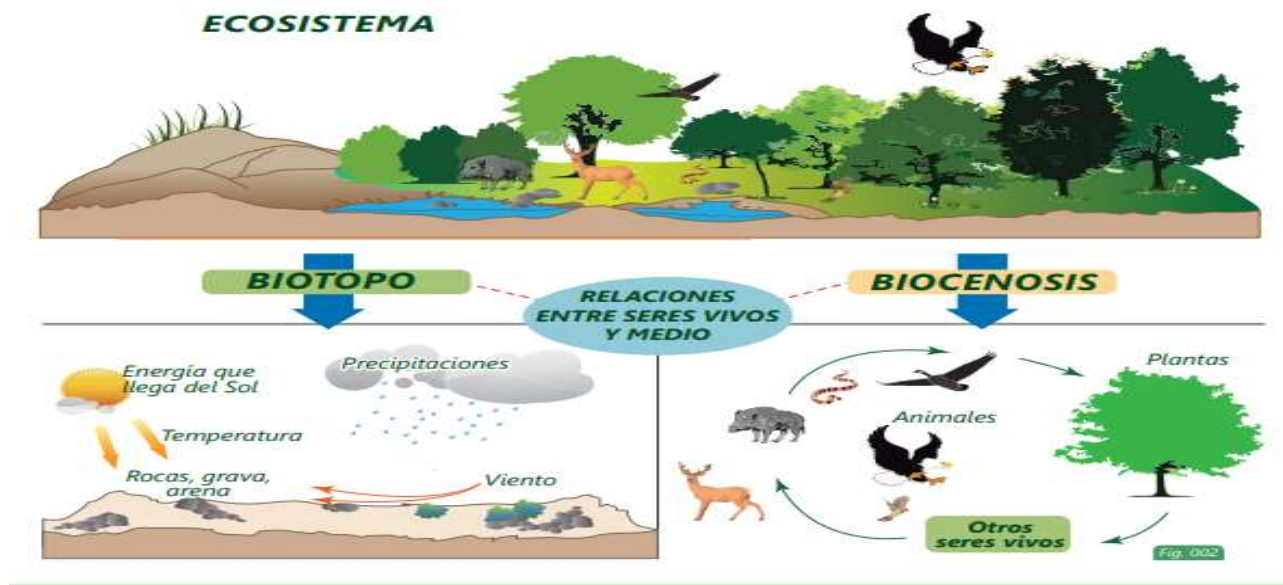 ECOSISTEMA
BIOTOPO
BIOCENOSIS
RELACIONES
ENTRE SERES VIVOS
Y MEDIO
Energía que
llega del Sol
Precipitaciones
Temperatura
Rocas, grava,
arena
Viento
Plantas
Animales
Otros
seres vivos
Fig. 002